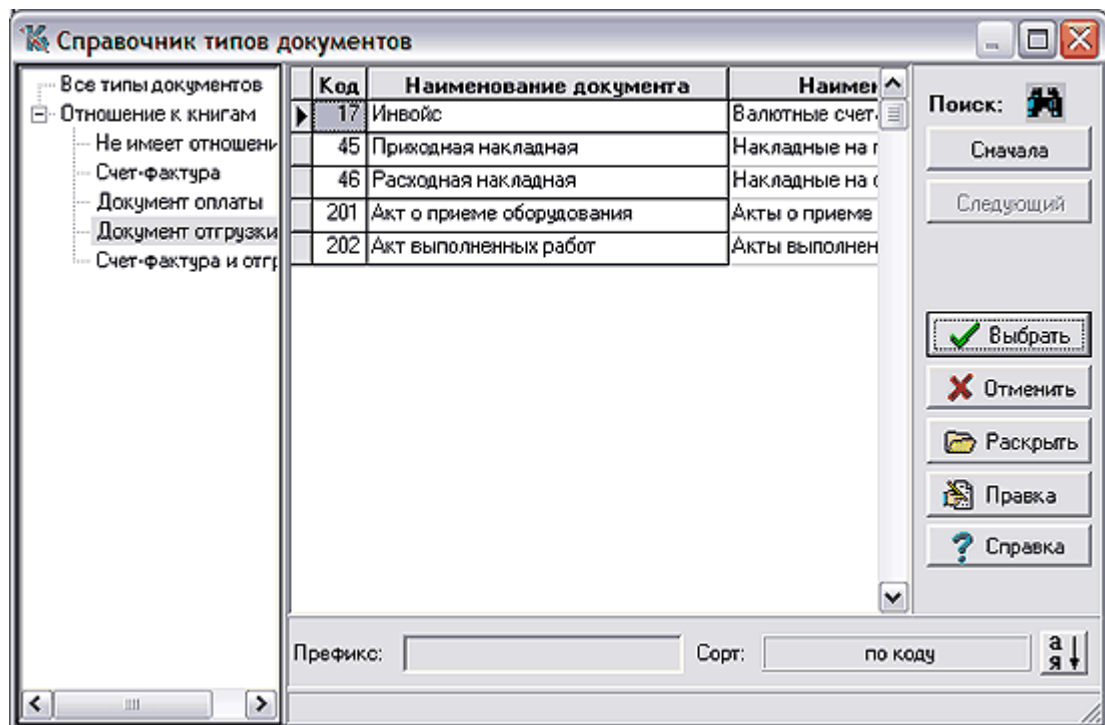 Справочник типов документов
Все типы документов
Отношение к книгам
Не имеет отношени
Счет-фактура
Документ оплаты
Документ отгрузки
Счет-фактура и отгр
Код Наименование документа Наимен
17 Инвойс Валютные счет
45 Приходная накладная Накладные на п
46 Расходная накладная Накладные на о
201 Акт о приеме оборудования Акты о приеме
202 Акт выполненных работ Акты выполнен
Поиск:
Сначала
Следующий
Выбрать
Отменить
Раскрыть
Правка
Справка
Префикс: Сорт: по коду а я